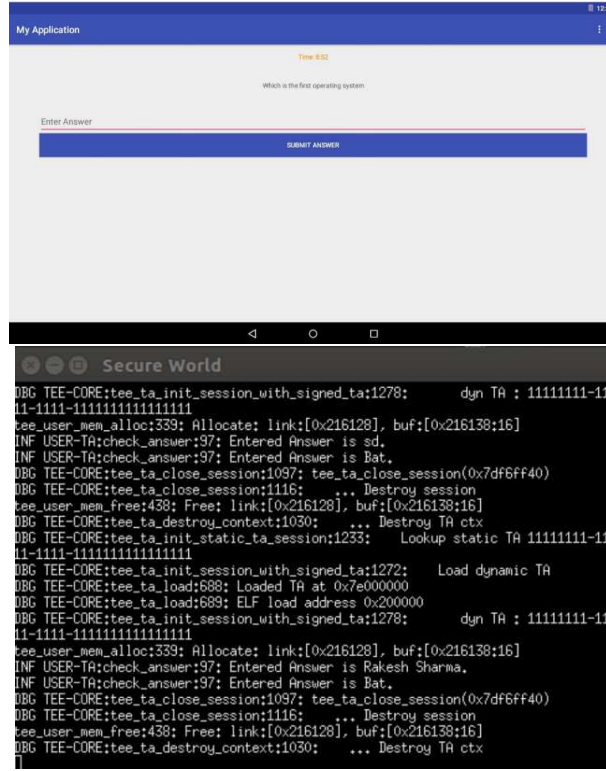 12:
My Application
Time: 8:52
Which is the first operating system
Enter Answer
SUBMIT ANSWER
Secure World
DBG TEE-CORE:tee_ta_init_session_with_signed_ta:1278: dyn TA : 11111111-11
11-1111-1111111111111111
tee_user_mem_alloc:339: Allocate: link:[0x216128], buf:[0x216138:16]
INF USER-TA:check_answer:97: Entered Answer is sd.
INF USER-TA:check_answer:97: Entered Answer is Bat.
DBG TEE-CORE:tee_ta_close_session:1097: tee_ta_close_session(0x7df6ff40)
DBG TEE-CORE:tee_ta_close_session:1116: ... Destroy session
tee_user_mem_free:438: Free: link:[0x216128], buf:[0x216138:16]
DBG TEE-CORE:tee_ta_destroy_context:1030: ... Destroy TA ctx
DBG TEE-CORE:tee_ta_init_static_ta_session:1233: Lookup static TA 11111111-11
11-1111-1111111111111111
DBG TEE-CORE:tee_ta_init_session_with_signed_ta:1272: Load dynamic TA
DBG TEE-CORE:tee_ta_load:688: Loaded TA at 0x7e000000
DBG TEE-CORE:tee_ta_load:689: ELF load address 0x200000
DBG TEE-CORE:tee_ta_init_session_with_signed_ta:1278: dyn TA : 11111111-11
11-1111-1111111111111111
tee_user_mem_alloc:339: Allocate: link:[0x216128], buf:[0x216138:16]
INF USER-TA:check_answer:97: Entered Answer is Rakesh Sharma.
INF USER-TA:check_answer:97: Entered Answer is Bat.
DBG TEE-CORE:tee_ta_close_session:1097: tee_ta_close_session(0x7df6ff40)
DBG TEE-CORE:tee_ta_close_session:1116: ... Destroy session
tee_user_mem_free:438: Free: link:[0x216128], buf:[0x216138:16]
DBG TEE-CORE:tee_ta_destroy_context:1030: ... Destroy TA ctx